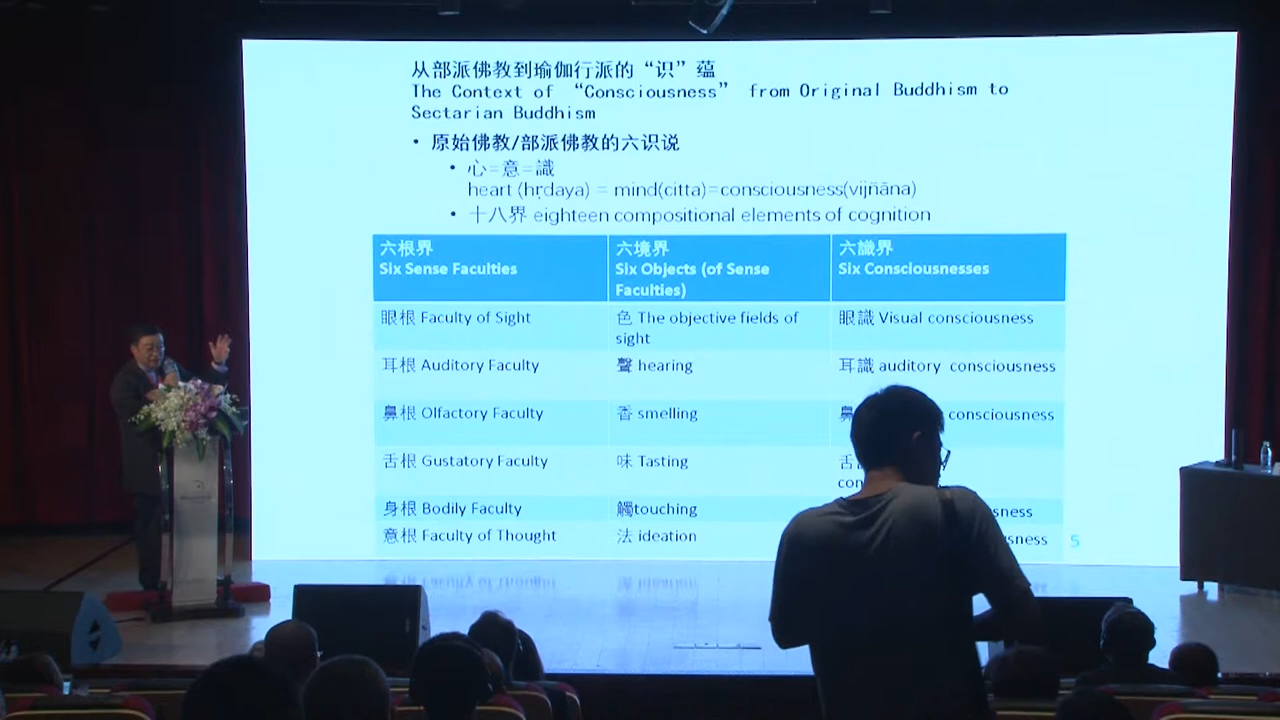 从部派佛教到瑜伽行派的“识”蕴
The Context of “Consciousness” from Original Buddhism to
Sectarian Buddhism
• 原始佛教/部派佛教的六识说
• 心=意=識
heart (hṛdaya) = mind(citta)=consciousness(vijñāna)
• 十八界 eighteen compositional elements of cognition
六根界
Six Sense Faculties
六境界
Six Objects (of Sense
Faculties)
六識界
Six Consciousnesses
眼根 Faculty of Sight
色 The objective fields of
sight
眼識 Visual consciousness
耳根 Auditory Faculty
聲 hearing
耳識 auditory consciousness
鼻根 Olfactory Faculty
香 smelling
consciousness
舌根 Gustatory Faculty
味 Tasting
舌
身根 Bodily Faculty
觸touching
意根 Faculty of Thought
法 ideation
5